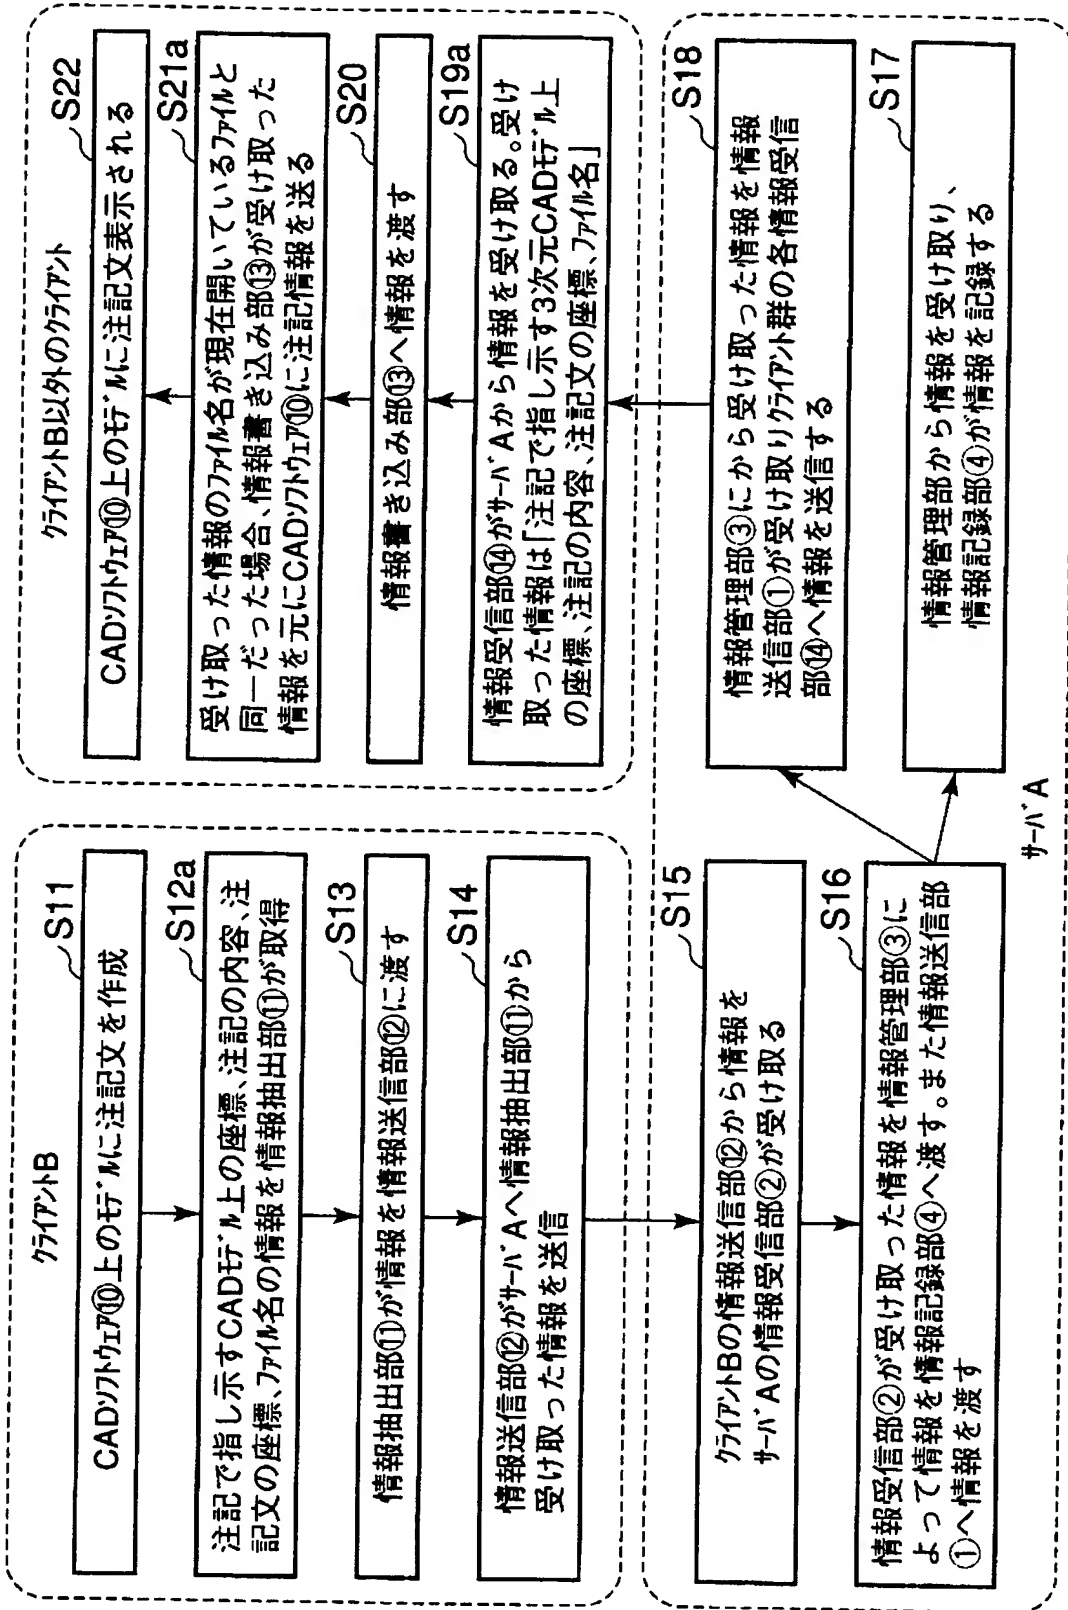 クライアントB
S11
CADソフトウェア⑩上のモデルに注記文を作成
S12a
注記で指し示すCADモデル上の座標、注記の内容、注
記文の座標、ファイル名の情報を情報抽出部⑪が取得
S13
情報抽出部⑪が情報を情報送信部⑫に渡す
S14
情報送信部⑫がサーバAへ情報抽出部⑪から
受け取った情報を送信
S15
クライアントBの情報送信部⑫から情報を
サーバAの情報受信部②が受け取る
S16
情報受信部②が受け取った情報を情報管理部③に
よって情報を情報記録部④へ渡す。また情報送信部
①へ情報を渡す
サーバA
クライアントB以外のクライアント
S22
CADソフトウェア⑩上のモデルに注記文表示される
S21a
受け取った情報のファイル名が現在開いているファイルと
同一だった場合、情報書き込み部⑬が受け取った
情報を元にCADソフトウェア⑩に注記情報を送る
S20
情報書き込み部⑬へ情報を渡す
S19a
情報受信部⑭がサーバAから情報を受け取る。受け
取った情報は「注記で指し示す3次元CADモデル上
の座標、注記の内容、注記文の座標、ファイル名」
S18
情報管理部③にから受け取った情報を情報
送信部①が受け取りクライアント群の各情報受信
部⑭へ情報を送信する
S17
情報管理部から情報を受け取り、
情報記録部④が情報を記録する